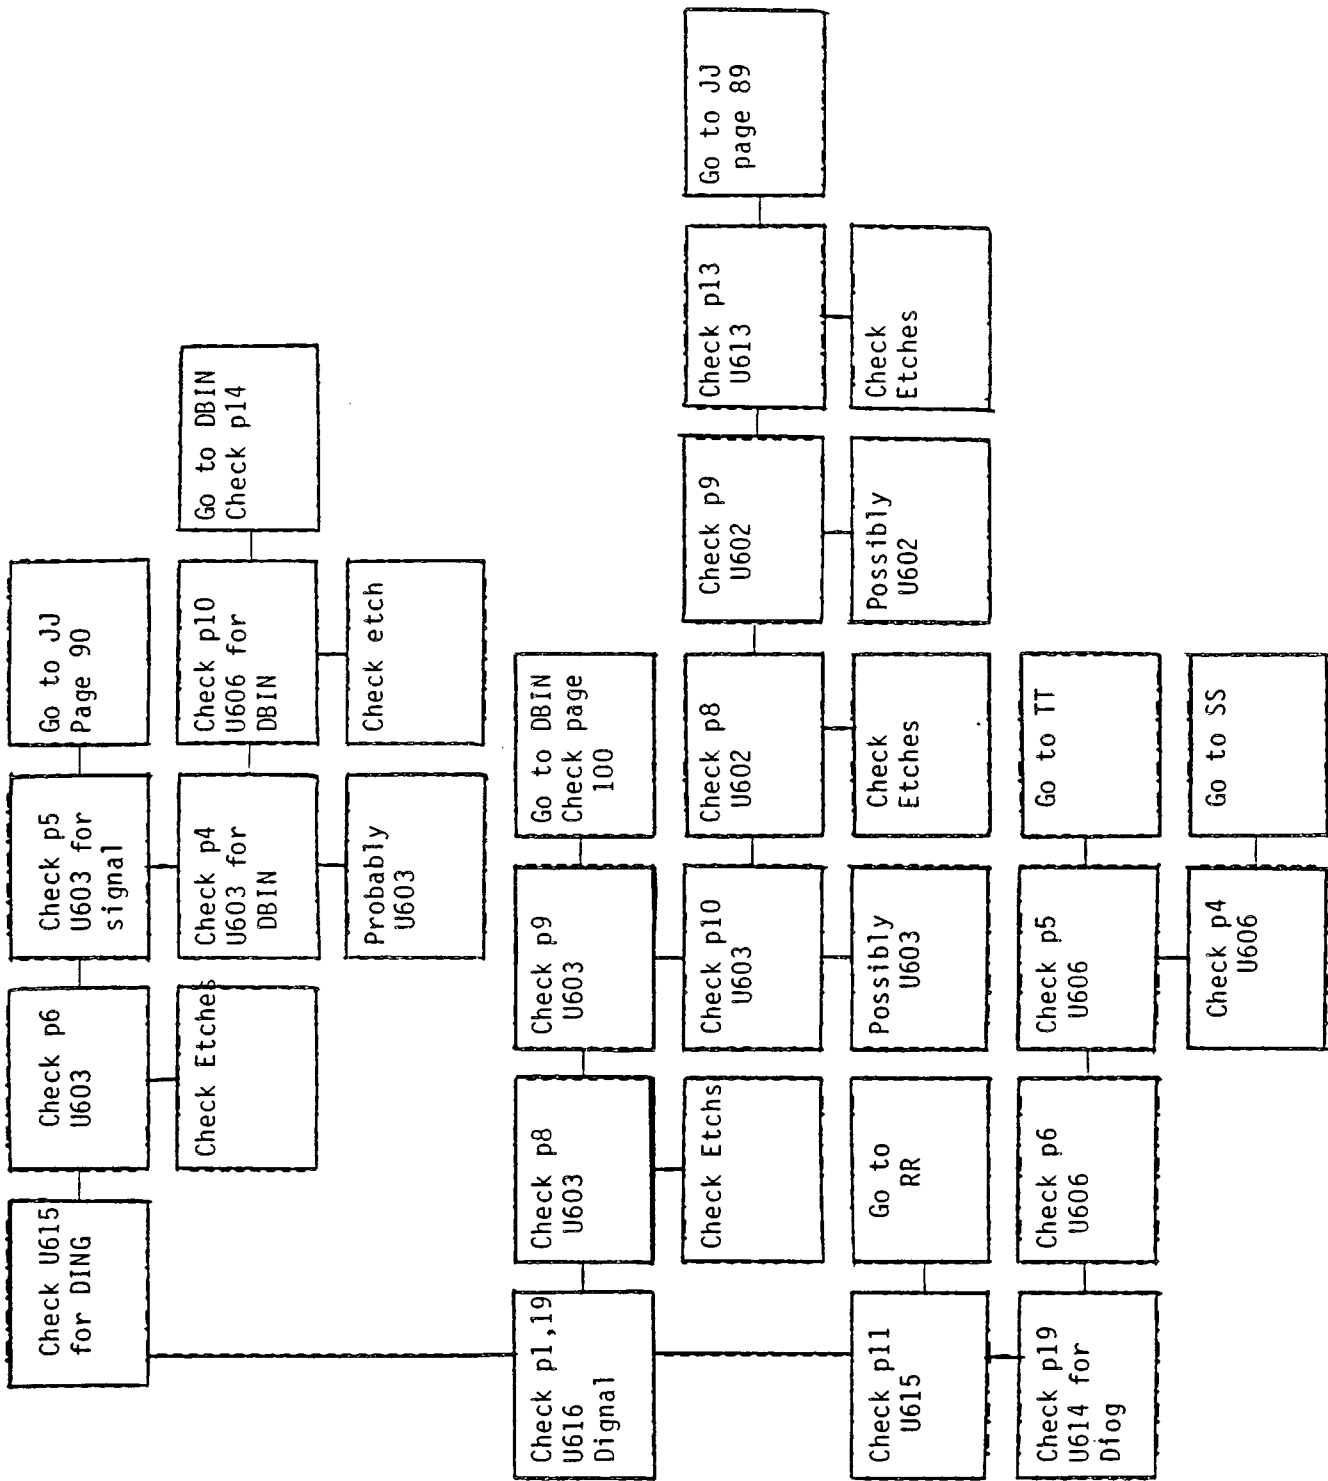 Check U615
for DING
Check p6
U603
Check p5
U603 for
signal
Go to JJ
Page 90
Check Etches
Check p4
U603 for
DBIN
Check p10
U606 for
DBIN
Go to DBIN
Check p14
Probably
U603
Check etch
Check p1,19
U616
Dignal
Check p8
U603
Check p9
U603
Go to DBIN
Check page
100
Check Etchs
Check p10
U603
Check p8
U602
Check p9
U602
Check p13
U613
Go to JJ
page 89
Check p11
U615
Go to
RR
Possibly
U603
Check
Etches
Possibly
U602
Check
Etches
Check p19
U614 for
Diog
Check p6
U606
Check p5
U606
Go to TT
Check p4
U606
Go to SS